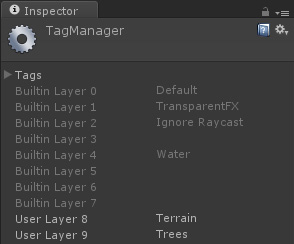 Inspector
TagManager
Tags
Builtin Layer 0 Default
Builtin Layer 1 TransparentFX
Builtin Layer 2 Ignore Raycast
Builtin Layer 3
Builtin Layer 4 Water
Builtin Layer 5
Builtin Layer 6
Builtin Layer 7
User Layer 8 Terrain
User Layer 9 Trees